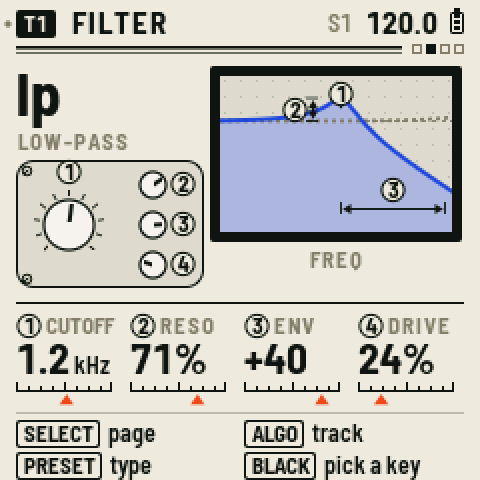 T1 FILTER S1 120.0
lp
LOW-PASS
1
2
3
4
1
2
3
FREQ
1 CUTOFF 2 RESO 3 ENV 4 DRIVE
1.2 kHz 71% +40 24%
SELECT page ALGO track
PRESET type BLACK pick a key